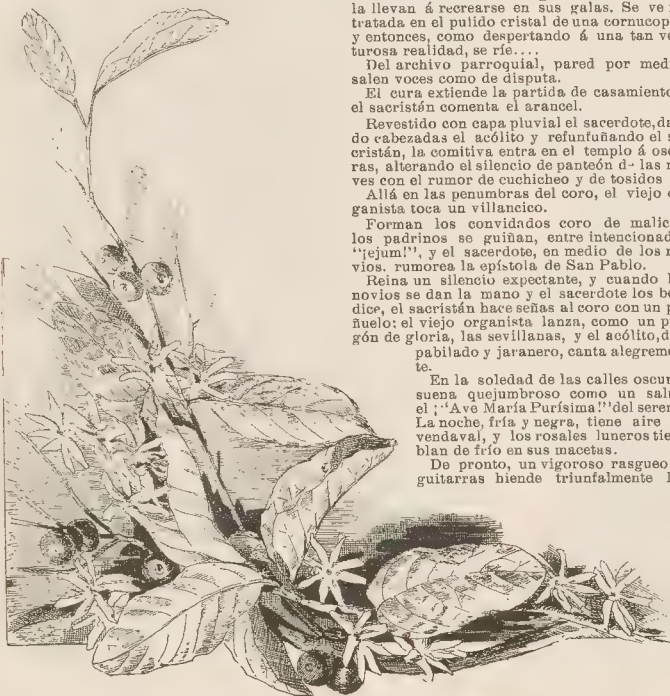 la llevan á recrearse en sus galas. Se ve
tratada en el pulido cristal de una cornucop
y entonces, como despertando á una tan ve
turosa realidad, se ríe....
Del archivo parroquial, pared por medi
salen voces como de disputa.
El cura extiende la partida de casamiento
el sacristán comenta el arancel.
Revestido con capa pluvial el sacerdote, da
do cabezadas el acólito y refunfuñando el s
cristán, la comitiva entra en el templo á osc
ras, alterando el silencio de panteón de las n
ves con el rumor de cuchicheo y de tosidos
Allá en las penumbras del coro, el viejo o
ganista toca un villancico.
Forman los convidados coro de malic
los padrinos se guiñan, entre intencionad
"¡ejum!", y el sacerdote, en medio de los n
vios. rumorea la epístola de San Pablo.
Reina un silencio expectante, y cuando l
novios se dan la mano y el sacerdote los be
dice, el sacristán hace señas al coro con un p
ñuelo: el viejo organista lanza, como un p
gón de gloria, las sevillanas, y el acólito, d
pabilado y jaranero, canta alegreme
te.
En la soledad de las calles oscur
suena quejumbroso como un sal
el "Ave María Purísima!" del sere
La noche, fría y negra, tiene aire
vendaval, y los rosales luneros tie
blan de frío en sus macetas.
De pronto, un vigoroso rasgueo
guitarras hiende triunfalmente l